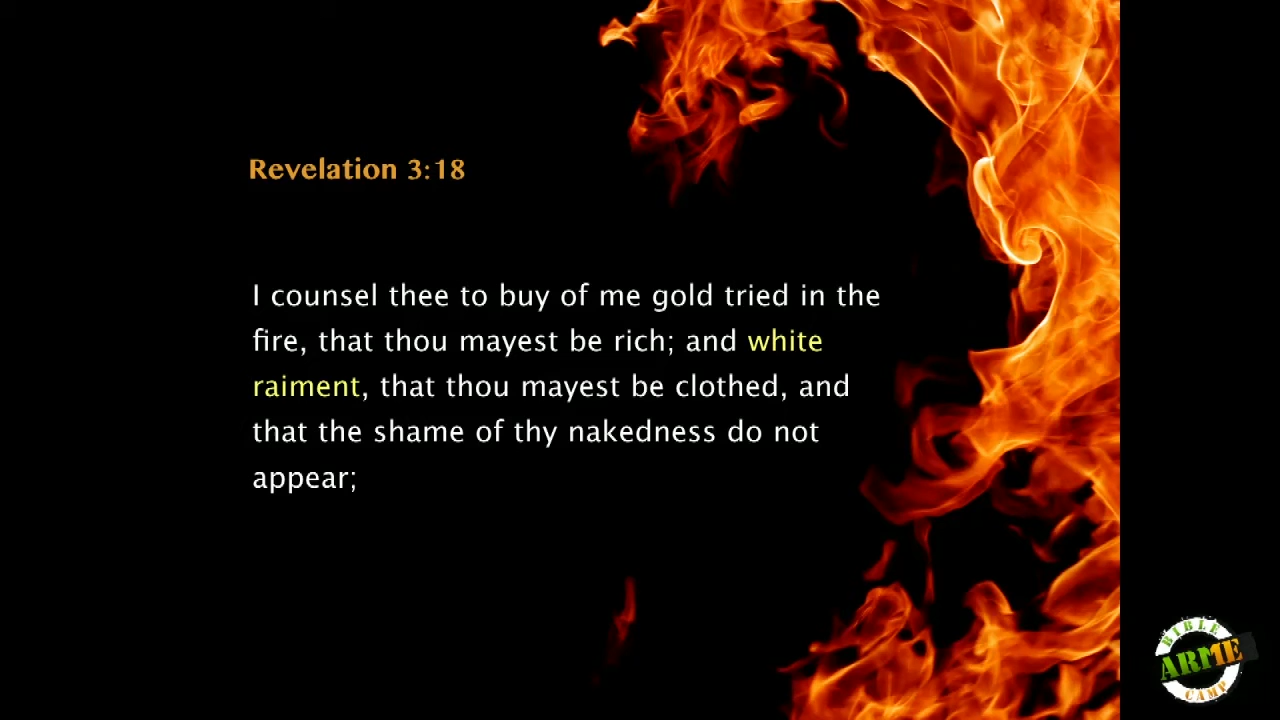 Revelation 3:18
I counsel thee to buy of me gold tried in the
fire, that thou mayest be rich; and white
raiment, that thou mayest be clothed, and
that the shame of thy nakedness do not
appear;
BIBLE
ARME
CAMP